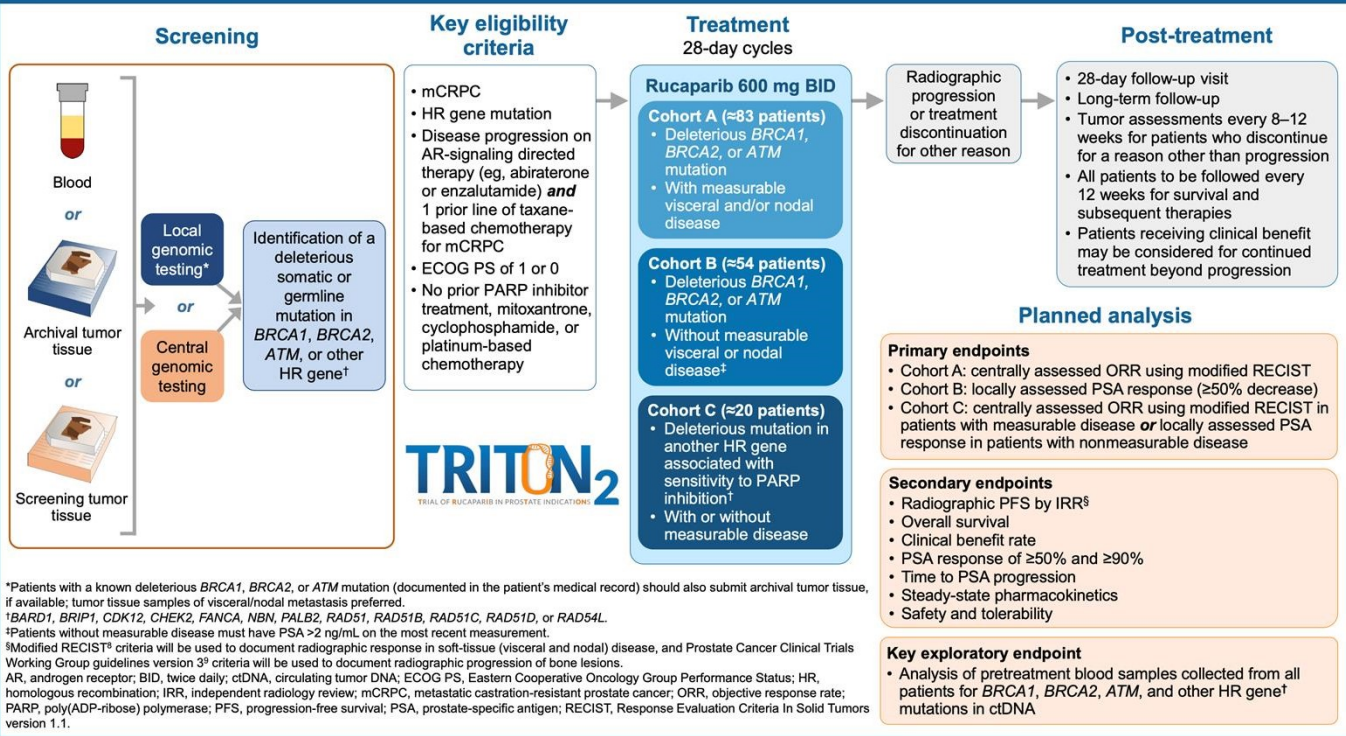 Screening
Blood
or
Archival tumor
tissue
or
Screening tumor
tissue
Local
genomic
testing*
or
Central
genomic
testing
Identification of a
deleterious
somatic or
germline
mutation in
BRCA1, BRCA2,
ATM, or other
HR gene†
Key eligibility
criteria
• mCRPC
• HR gene mutation
• Disease progression on
AR-signaling directed
therapy (eg, abiraterone
or enzalutamide) and
1 prior line of taxane-
based chemotherapy
for mCRPC
• ECOG PS of 1 or 0
• No prior PARP inhibitor
treatment, mitoxantrone,
cyclophosphamide, or
platinum-based
chemotherapy
TRITON2
TRIAL OF RUCAPARIB IN PROSTATE INDICATIONS
Treatment
28-day cycles
Rucaparib 600 mg BID
Cohort A (≈83 patients)
• Deleterious BRCA1,
BRCA2, or ATM
mutation
• With measurable
visceral and/or nodal
disease
Cohort B (≈54 patients)
• Deleterious BRCA1,
BRCA2, or ATM
mutation
• Without measurable
visceral or nodal
disease‡
Cohort C (≈20 patients)
• Deleterious mutation in
another HR gene
associated with
sensitivity to PARP
inhibition†
• With or without
measurable disease
Radiographic
progression
or treatment
discontinuation
for other reason
Post-treatment
• 28-day follow-up visit
• Long-term follow-up
• Tumor assessments every 8–12
weeks for patients who discontinue
for a reason other than progression
• All patients to be followed every
12 weeks for survival and
subsequent therapies
• Patients receiving clinical benefit
may be considered for continued
treatment beyond progression
Planned analysis
Primary endpoints
• Cohort A: centrally assessed ORR using modified RECIST
• Cohort B: locally assessed PSA response (≥50% decrease)
• Cohort C: centrally assessed ORR using modified RECIST in
patients with measurable disease or locally assessed PSA
response in patients with nonmeasurable disease
Secondary endpoints
• Radiographic PFS by IRR§
• Overall survival
• Clinical benefit rate
• PSA response of ≥50% and ≥90%
• Time to PSA progression
• Steady-state pharmacokinetics
• Safety and tolerability
Key exploratory endpoint
• Analysis of pretreatment blood samples collected from all
patients for BRCA1, BRCA2, ATM, and other HR gene†
mutations in ctDNA
*Patients with a known deleterious BRCA1, BRCA2, or ATM mutation (documented in the patient's medical record) should also submit archival tumor tissue,
if available; tumor tissue samples of visceral/nodal metastasis preferred.
†BARD1, BRIP1, CDK12, CHEK2, FANCA, NBN, PALB2, RAD51, RAD51B, RAD51C, RAD51D, or RAD54L.
‡Patients without measurable disease must have PSA >2 ng/mL on the most recent measurement.
§Modified RECIST⁸ criteria will be used to document radiographic response in soft-tissue (visceral and nodal) disease, and Prostate Cancer Clinical Trials
Working Group guidelines version 3⁹ criteria will be used to document radiographic progression of bone lesions.
AR, androgen receptor; BID, twice daily; ctDNA, circulating tumor DNA; ECOG PS, Eastern Cooperative Oncology Group Performance Status; HR,
homologous recombination; IRR, independent radiology review; mCRPC, metastatic castration-resistant prostate cancer; ORR, objective response rate;
PARP, poly(ADP-ribose) polymerase; PFS, progression-free survival; PSA, prostate-specific antigen; RECIST, Response Evaluation Criteria In Solid Tumors
version 1.1.